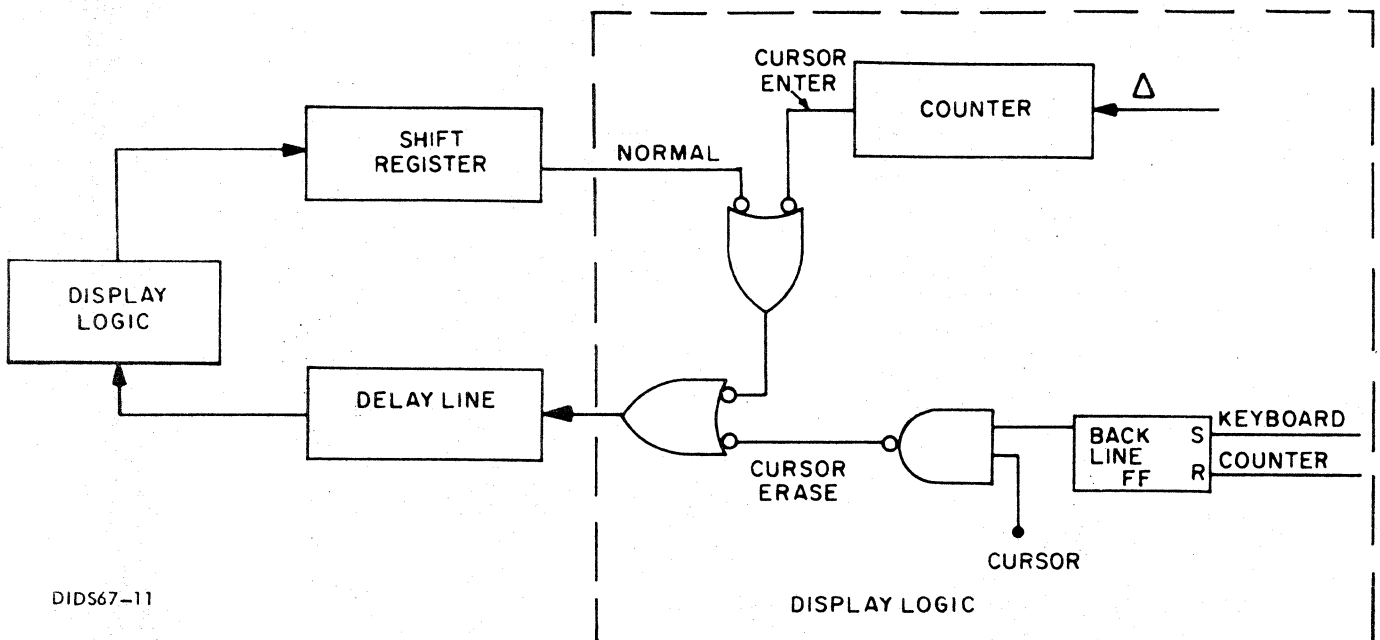 CURSOR
ENTER
COUNTER
Δ
SHIFT
REGISTER
NORMAL
DISPLAY
LOGIC
DELAY LINE
CURSOR
ERASE
BACK
LINE
FF
S
R
KEYBOARD
COUNTER
CURSOR
DIDS67-11
DISPLAY LOGIC